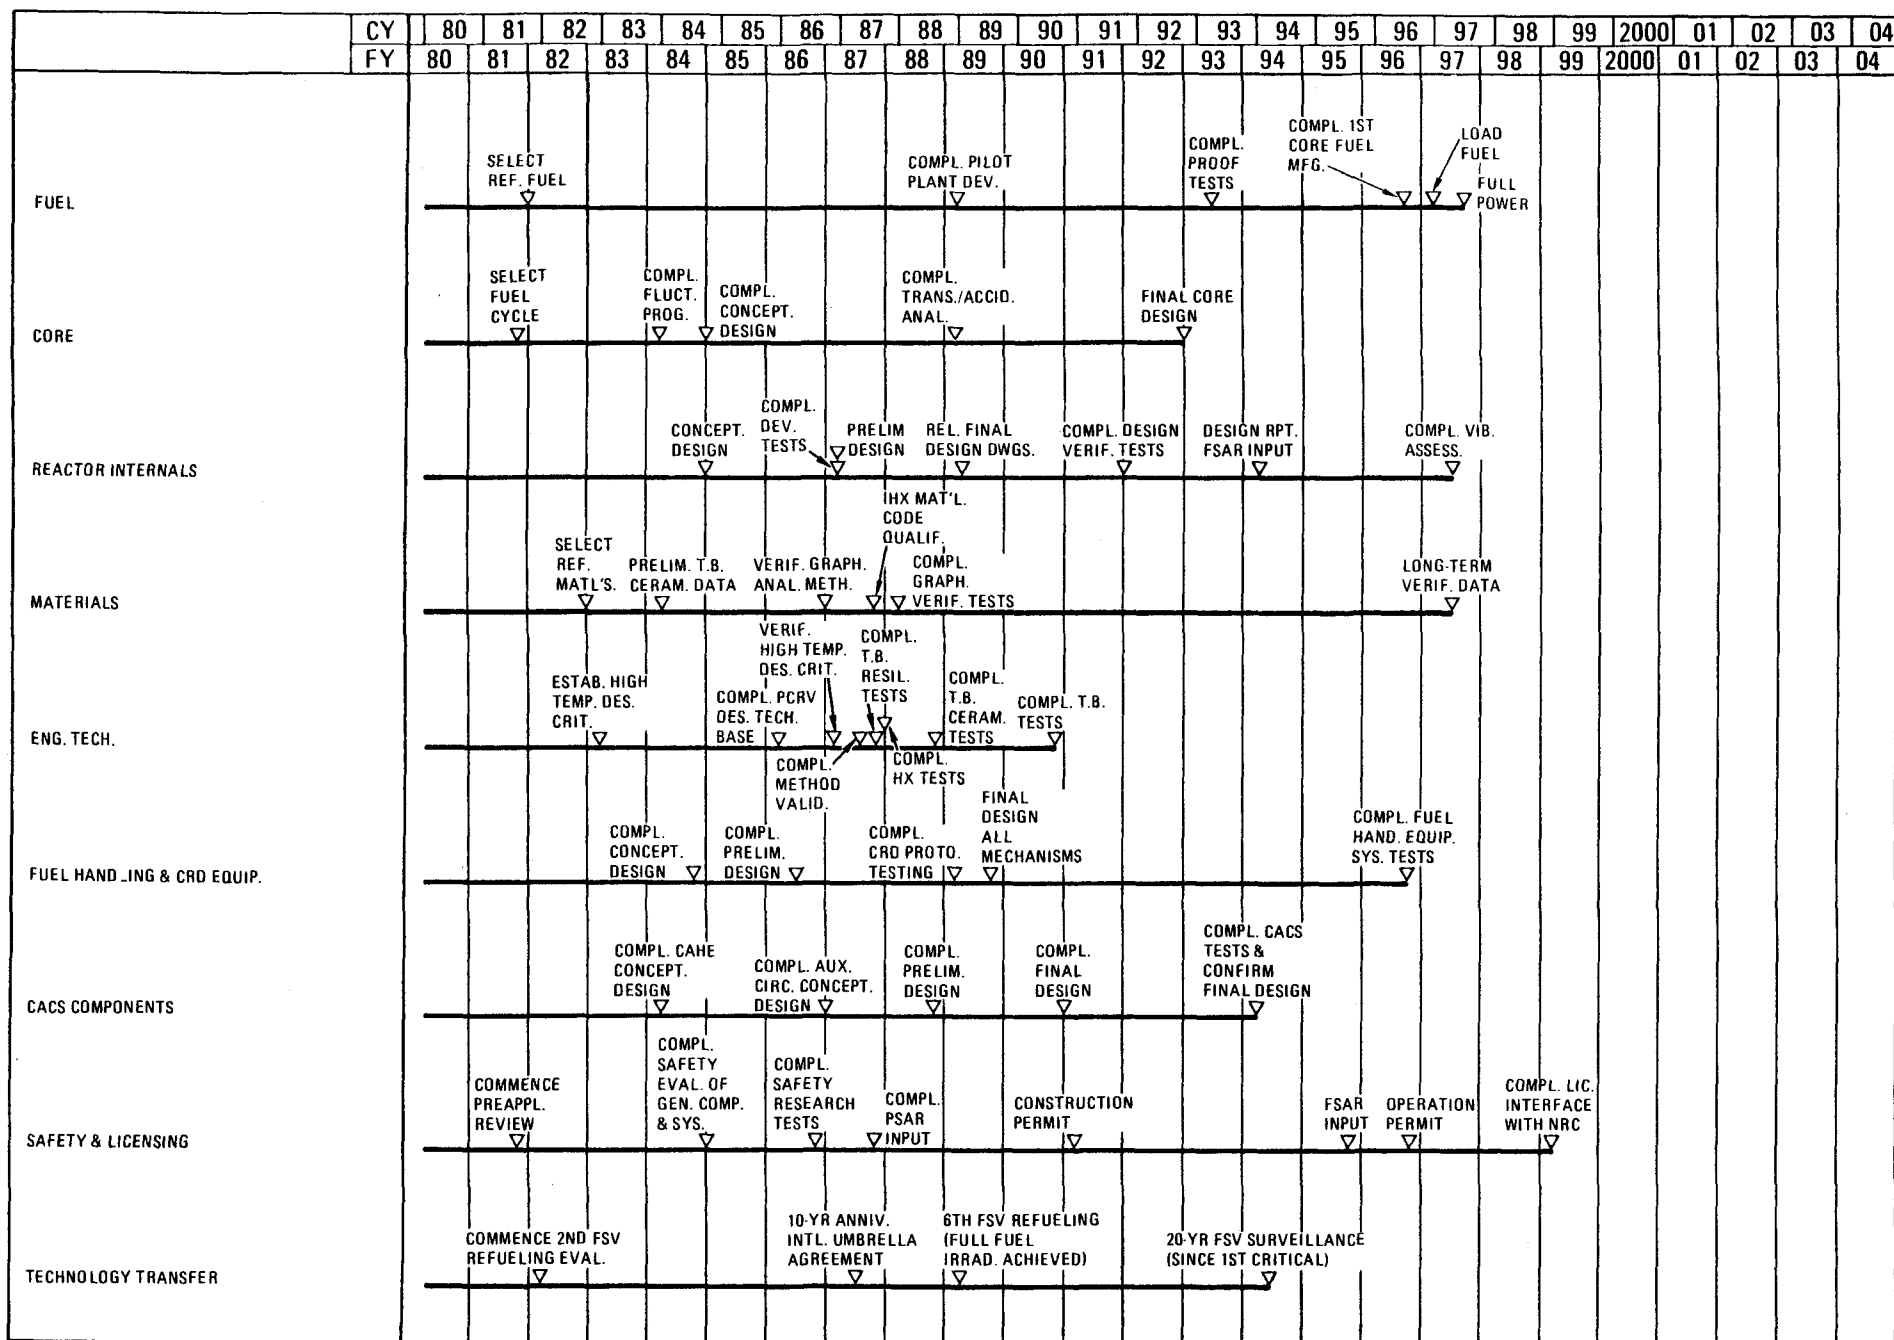 CY 80 81 82 83 84 85 86 87 88 89 90 91 92 93 94 95 96 97 98 99 2000 01 02 03 04
FY 80 81 82 83 84 85 86 87 88 89 90 91 92 93 94 95 96 97 98 99 2000 01 02 03 04
FUEL
SELECT
REF. FUEL
COMPL. PILOT
PLANT DEV.
COMPL.
PROOF
TESTS
COMPL. 1ST
CORE FUEL
MFG.
LOAD
FUEL
FULL
POWER
CORE
SELECT
FUEL
CYCLE
COMPL.
FLUCT.
PROG.
COMPL.
CONCEPT.
DESIGN
COMPL.
TRANS./ACCID.
ANAL.
FINAL CORE
DESIGN
REACTOR INTERNALS
CONCEPT.
DESIGN
COMPL.
DEV.
TESTS
PRELIM
DESIGN
REL. FINAL
DESIGN DWGS.
COMPL. DESIGN
VERIF. TESTS
DESIGN RPT.
FSAR INPUT
COMPL. VIB.
ASSESS.
MATERIALS
SELECT
REF.
MATL'S.
PRELIM. T.B.
CERAM. DATA
VERIF. GRAPH.
ANAL. METH.
IHX MAT'L.
CODE
QUALIF.
COMPL.
GRAPH.
VERIF. TESTS
LONG-TERM
VERIF. DATA
ENG. TECH.
ESTAB. HIGH
TEMP. DES.
CRIT.
COMPL. PCRV
DES. TECH.
BASE
VERIF.
HIGH TEMP.
DES. CRIT.
COMPL.
METHOD
VALID.
COMPL.
T.B.
RESIL.
TESTS
COMPL.
HX TESTS
COMPL.
T.B.
CERAM.
TESTS
COMPL. T.B.
TESTS
FUEL HAND_ING & CRD EQUIP.
COMPL.
CONCEPT.
DESIGN
COMPL.
PRELIM.
DESIGN
COMPL.
CRD PROTO.
TESTING
FINAL
DESIGN
ALL
MECHANISMS
COMPL. FUEL
HAND. EQUIP.
SYS. TESTS
CACS COMPONENTS
COMPL. CAHE
CONCEPT.
DESIGN
COMPL. AUX.
CIRC. CONCEPT.
DESIGN
COMPL.
PRELIM.
DESIGN
COMPL.
FINAL
DESIGN
COMPL. CACS
TESTS &
CONFIRM
FINAL DESIGN
SAFETY & LICENSING
COMMENCE
PREAPPL.
REVIEW
COMPL.
SAFETY
EVAL. OF
GEN. COMP.
& SYS.
COMPL.
SAFETY
RESEARCH
TESTS
COMPL.
PSAR
INPUT
CONSTRUCTION
PERMIT
FSAR
INPUT
OPERATION
PERMIT
COMPL. LIC.
INTERFACE
WITH NRC
TECHNOLOGY TRANSFER
COMMENCE 2ND FSV
REFUELING EVAL.
10-YR ANNIV.
INTL. UMBRELLA
AGREEMENT
6TH FSV REFUELING
(FULL FUEL
IRRAD. ACHIEVED)
20-YR FSV SURVEILLANCE
(SINCE 1ST CRITICAL)